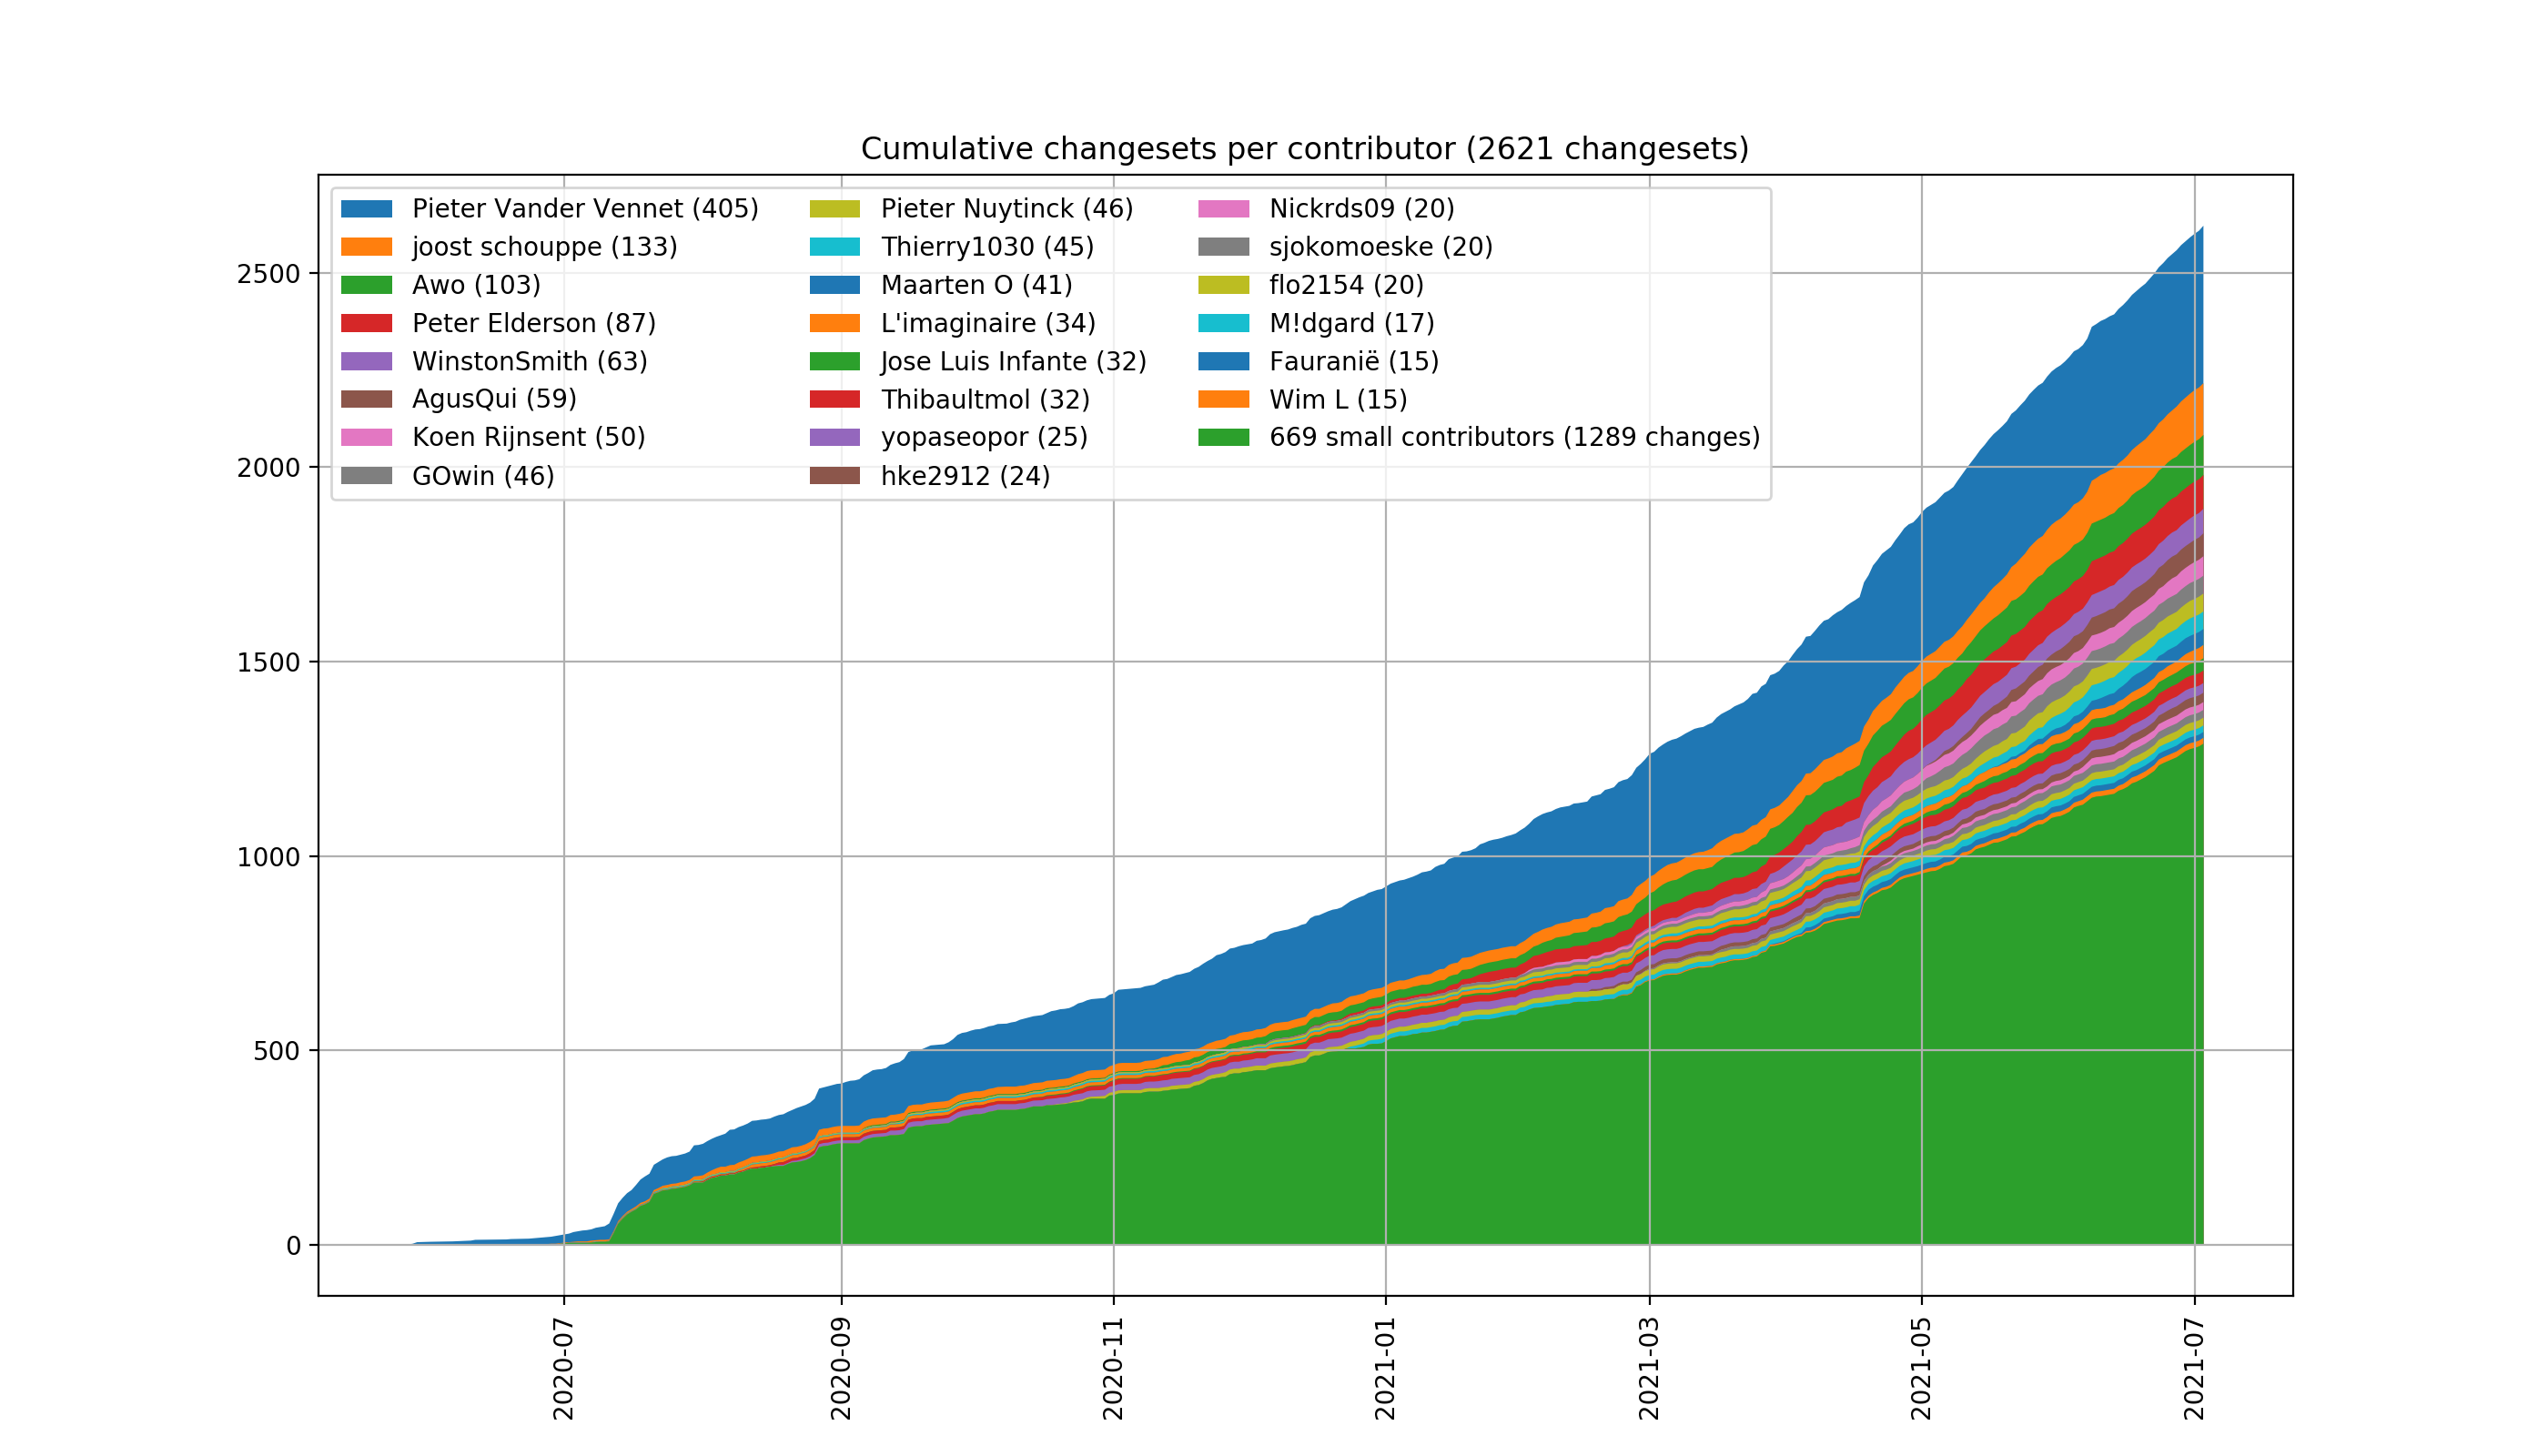 Cumulative changesets per contributor (2621 changesets)
Pieter Vander Vennet (405)
joost schouppe (133)
Awo (103)
Peter Elderson (87)
WinstonSmith (63)
AgusQui (59)
Koen Rijnsent (50)
GOwin (46)
Pieter Nuytinck (46)
Thierry1030 (45)
Maarten O (41)
L'imaginaire (34)
Jose Luis Infante (32)
Thibaultmol (32)
yopaseopor (25)
hke2912 (24)
Nickrds09 (20)
sjokomoeske (20)
flo2154 (20)
M!dgard (17)
Fauranië (15)
Wim L (15)
669 small contributors (1289 changes)
2500
2000
1500
1000
500
0
2020-07
2020-09
2020-11
2021-01
2021-03
2021-05
2021-07